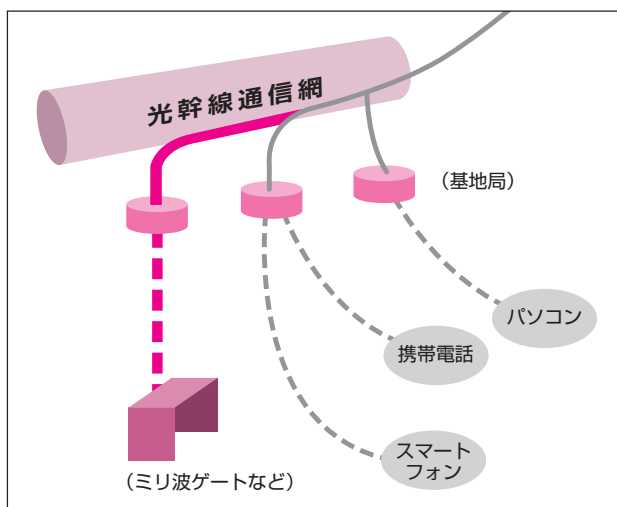 光幹線通信網
（基地局）
パソコン
携帯電話
スマート
フォン
（ミリ波ゲートなど）